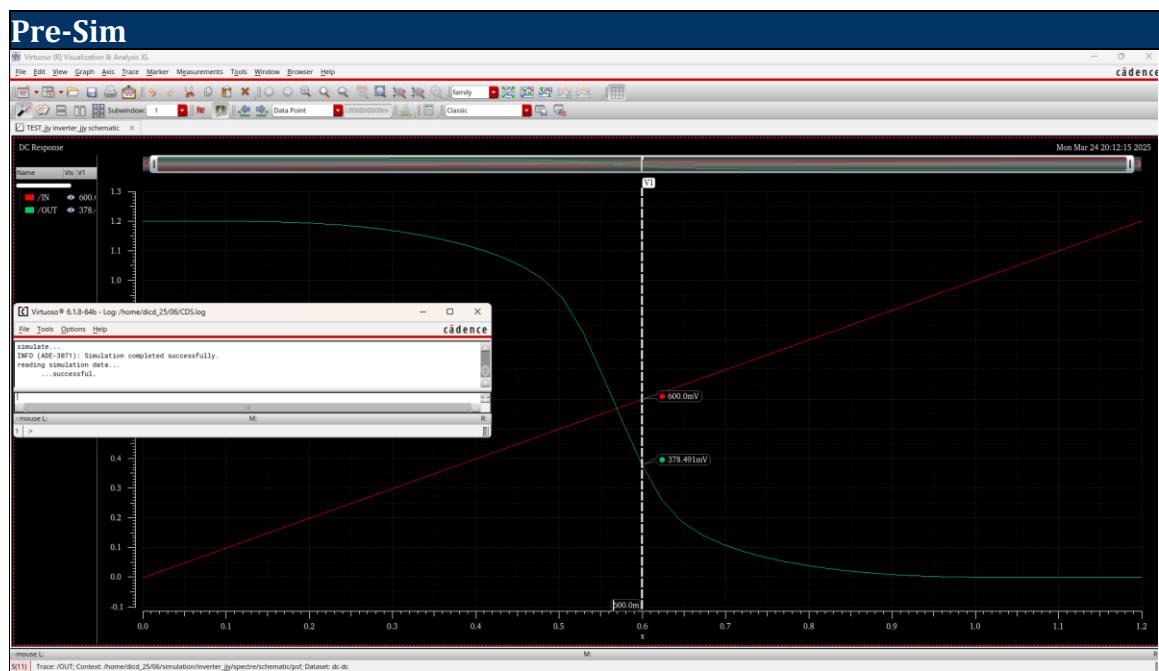 Pre-Sim
Virtuoso (R) Visualization & Analysis XL
File Edit View Graph Axis Trace Marker Measurements Tools Window Browser Help
cādence
family
Subwindow: 1
Data Point
Classic
TEST_jjy inverter_jjy schematic
DC Response
Mon Mar 24 20:12:15 2025
Name Vis V1
/IN 600.
/OUT 378.
V1
1.3
1.2
1.1
1.0
Virtuoso® 6.1.8-64b - Log: /home/dicd_25/06/CDS.log
File Tools Options Help
cādence
simulate...
INFO (ADE-3071): Simulation completed successfully.
reading simulation data...
...successful.
mouse L: M: R:
1 >
600.0mV
378.491mV
0.4
0.3
0.2
0.1
0.0
-0.1
600.0m
0.0 0.1 0.2 0.3 0.4 0.5 0.6 0.7 0.8 0.9 1.0 1.1 1.2
x
mouse L: M: R
5(11) Trace: /OUT; Context: /home/dicd_25/06/simulation/inverter_jjy/spectre/schematic/psf; Dataset: dc-dc